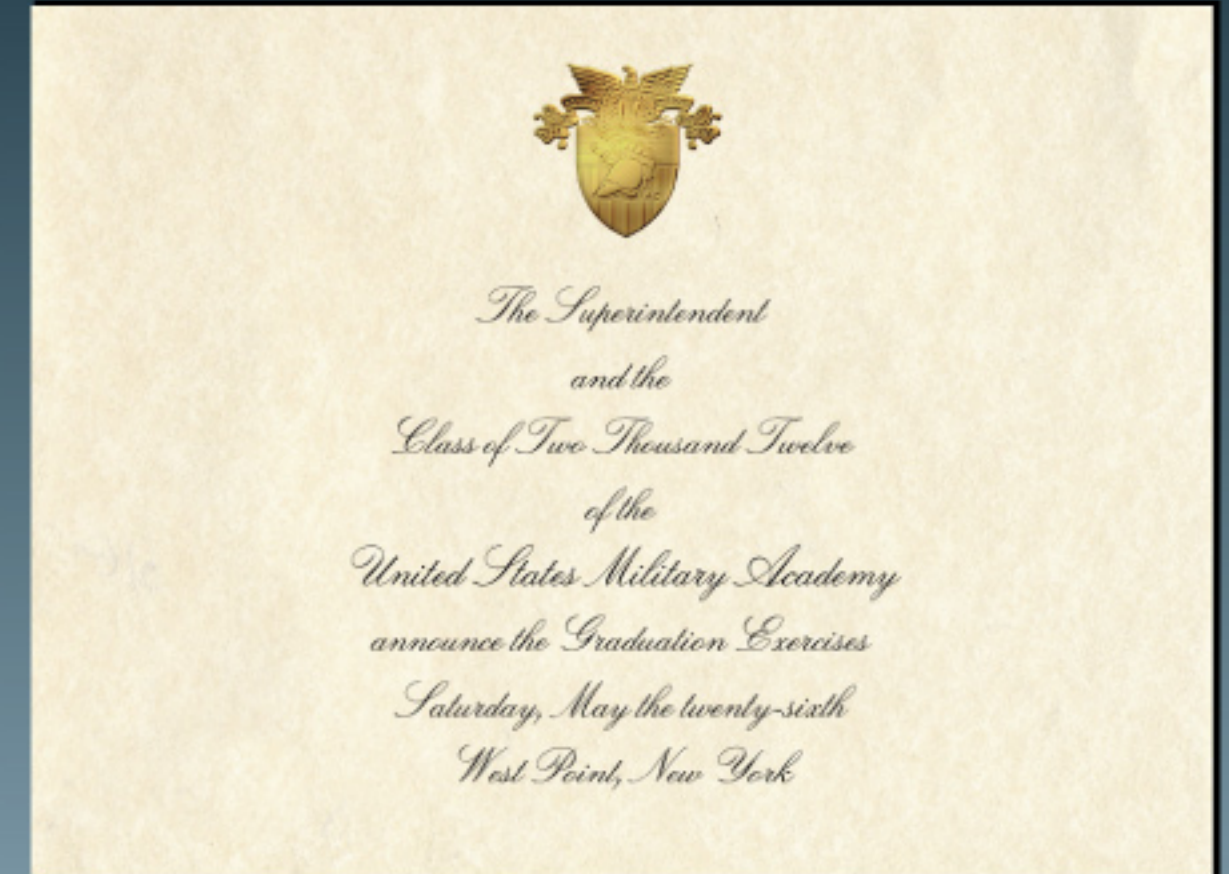 The Superintendent
and the
Class of Two Thousand Twelve
of the
United States Military Academy
announce the Graduation Exercises
Saturday, May the twenty-sixth
West Point, New York